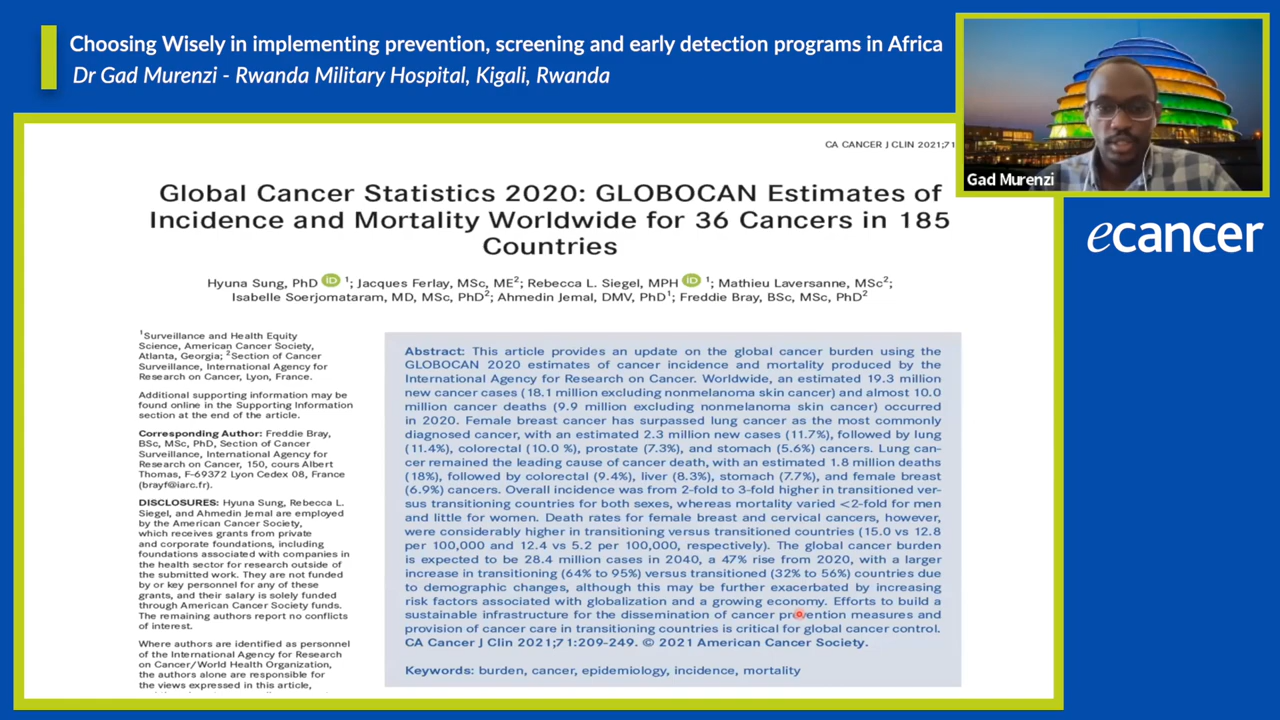 Choosing Wisely in implementing prevention, screening and early detection programs in Africa
Dr Gad Murenzi - Rwanda Military Hospital, Kigali, Rwanda
Gad Murenzi
ecancer
CA CANCER J CLIN 2021;71
Global Cancer Statistics 2020: GLOBOCAN Estimates of
Incidence and Mortality Worldwide for 36 Cancers in 185
Countries
Hyuna Sung, PhD iD 1; Jacques Ferlay, MSc, ME2; Rebecca L. Siegel, MPH iD 1; Mathieu Laversanne, MSc2;
Isabelle Soerjomataram, MD, MSc, PhD2; Ahmedin Jemal, DMV, PhD1; Freddie Bray, BSc, MSc, PhD2
1Surveillance and Health Equity
Science, American Cancer Society,
Atlanta, Georgia; 2Section of Cancer
Surveillance, International Agency for
Research on Cancer, Lyon, France.
Additional supporting information may be
found online in the Supporting Information
section at the end of the article.
Corresponding Author: Freddie Bray,
BSc, MSc, PhD, Section of Cancer
Surveillance, International Agency for
Research on Cancer, 150, cours Albert
Thomas, F-69372 Lyon Cedex 08, France
(brayf@iarc.fr).
DISCLOSURES: Hyuna Sung, Rebecca L.
Siegel, and Ahmedin Jemal are employed
by the American Cancer Society,
which receives grants from private
and corporate foundations, including
foundations associated with companies in
the health sector for research outside of
the submitted work. They are not funded
by or key personnel for any of these
grants, and their salary is solely funded
through American Cancer Society funds.
The remaining authors report no conflicts
of interest.
Where authors are identified as personnel
of the International Agency for Research
on Cancer/World Health Organization,
the authors alone are responsible for
the views expressed in this article,
Abstract: This article provides an update on the global cancer burden using the
GLOBOCAN 2020 estimates of cancer incidence and mortality produced by the
International Agency for Research on Cancer. Worldwide, an estimated 19.3 million
new cancer cases (18.1 million excluding nonmelanoma skin cancer) and almost 10.0
million cancer deaths (9.9 million excluding nonmelanoma skin cancer) occurred
in 2020. Female breast cancer has surpassed lung cancer as the most commonly
diagnosed cancer, with an estimated 2.3 million new cases (11.7%), followed by lung
(11.4%), colorectal (10.0 %), prostate (7.3%), and stomach (5.6%) cancers. Lung can-
cer remained the leading cause of cancer death, with an estimated 1.8 million deaths
(18%), followed by colorectal (9.4%), liver (8.3%), stomach (7.7%), and female breast
(6.9%) cancers. Overall incidence was from 2-fold to 3-fold higher in transitioned ver-
sus transitioning countries for both sexes, whereas mortality varied <2-fold for men
and little for women. Death rates for female breast and cervical cancers, however,
were considerably higher in transitioning versus transitioned countries (15.0 vs 12.8
per 100,000 and 12.4 vs 5.2 per 100,000, respectively). The global cancer burden
is expected to be 28.4 million cases in 2040, a 47% rise from 2020, with a larger
increase in transitioning (64% to 95%) versus transitioned (32% to 56%) countries due
to demographic changes, although this may be further exacerbated by increasing
risk factors associated with globalization and a growing economy. Efforts to build a
sustainable infrastructure for the dissemination of cancer prevention measures and
provision of cancer care in transitioning countries is critical for global cancer control.
CA Cancer J Clin 2021;71:209-249. © 2021 American Cancer Society.
Keywords: burden, cancer, epidemiology, incidence, mortality